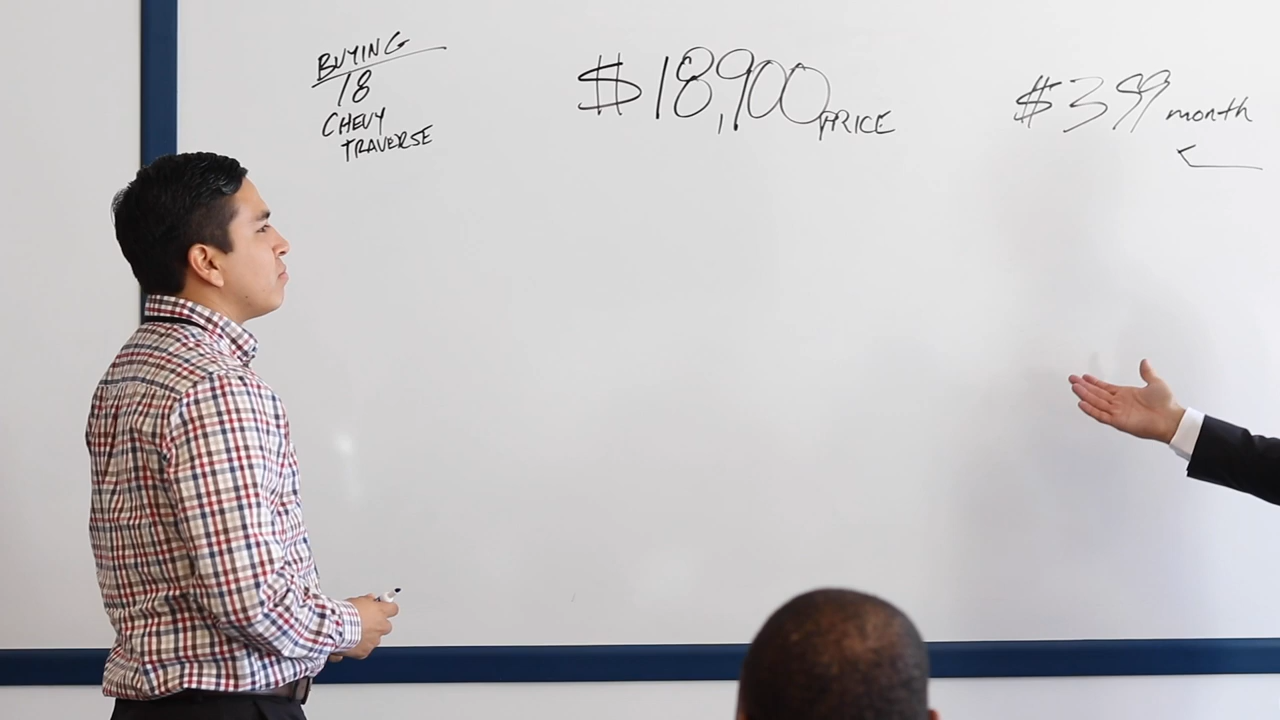 BUYING
18
CHEVY
TRAVERSE
$18,900 PRICE
$399 month